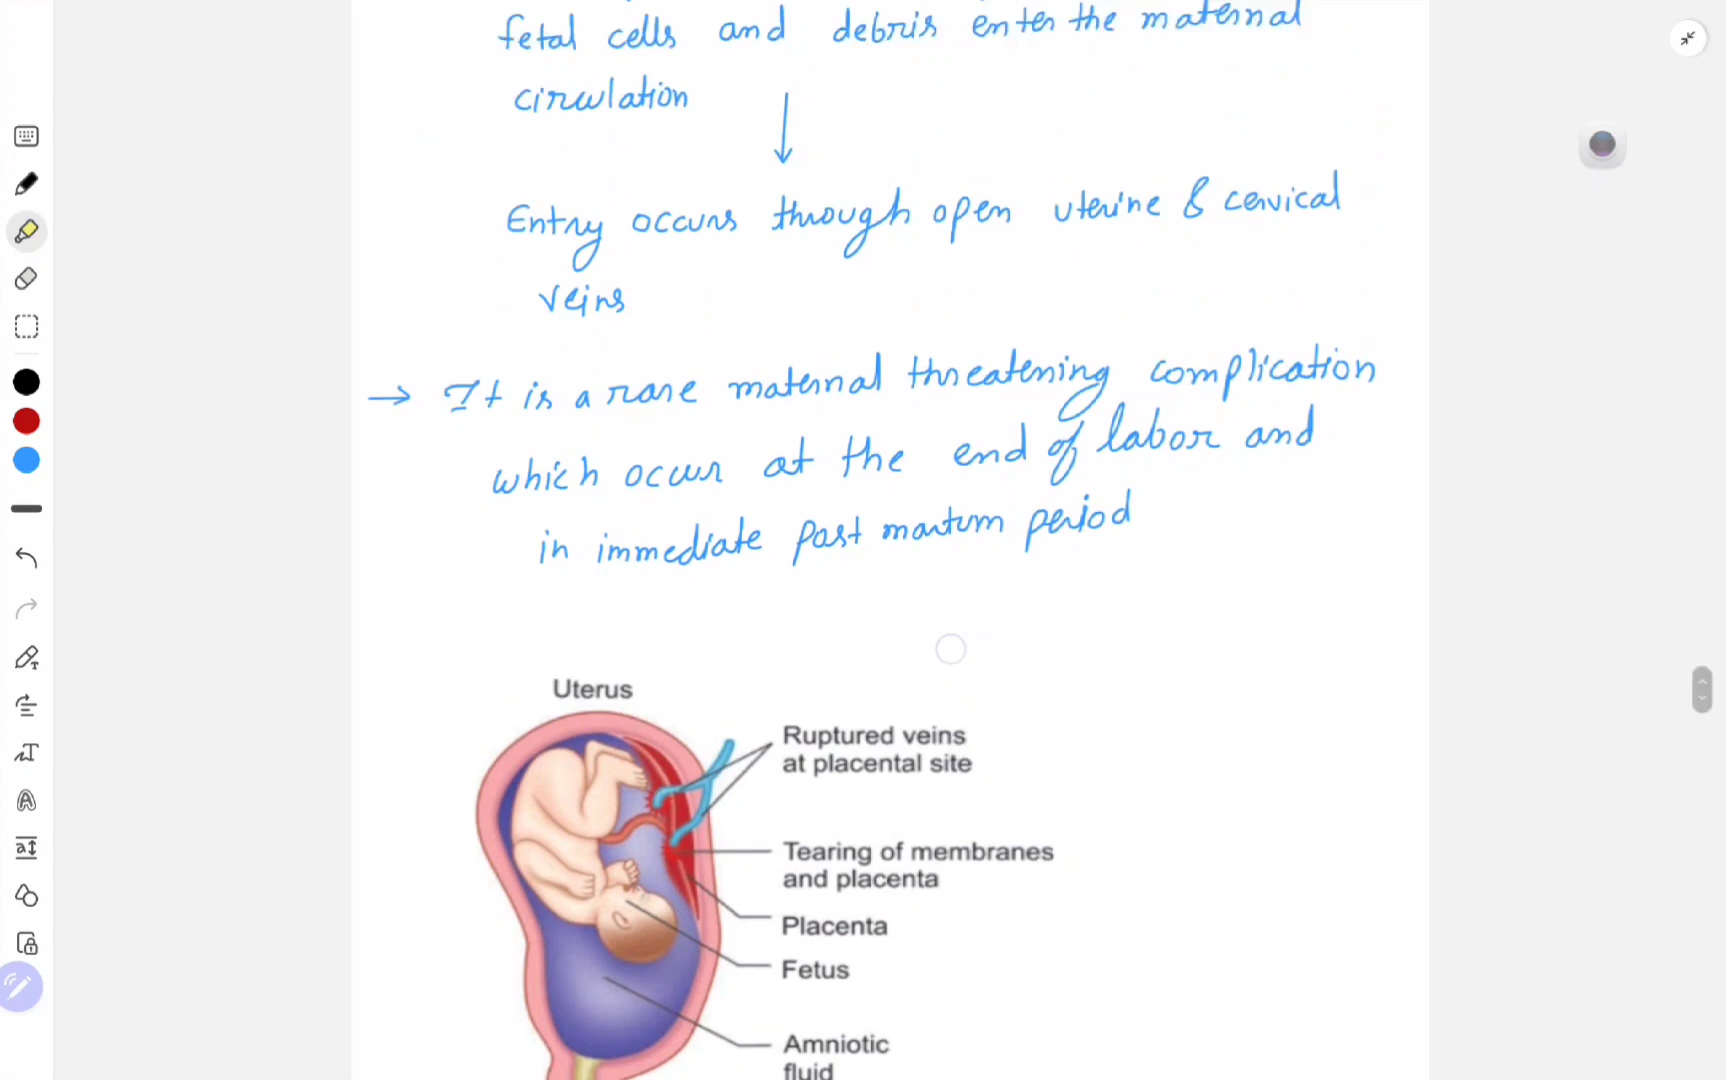 fetal cells and debris enter the maternal
circulation
Entry occurs through open uterine & cervical
veins
→ It is a rare maternal threatening complication
which occur at the end of labor and
in immediate post martum period
Uterus
Ruptured veins
at placental site
Tearing of membranes
and placenta
Placenta
Fetus
Amniotic
fluid